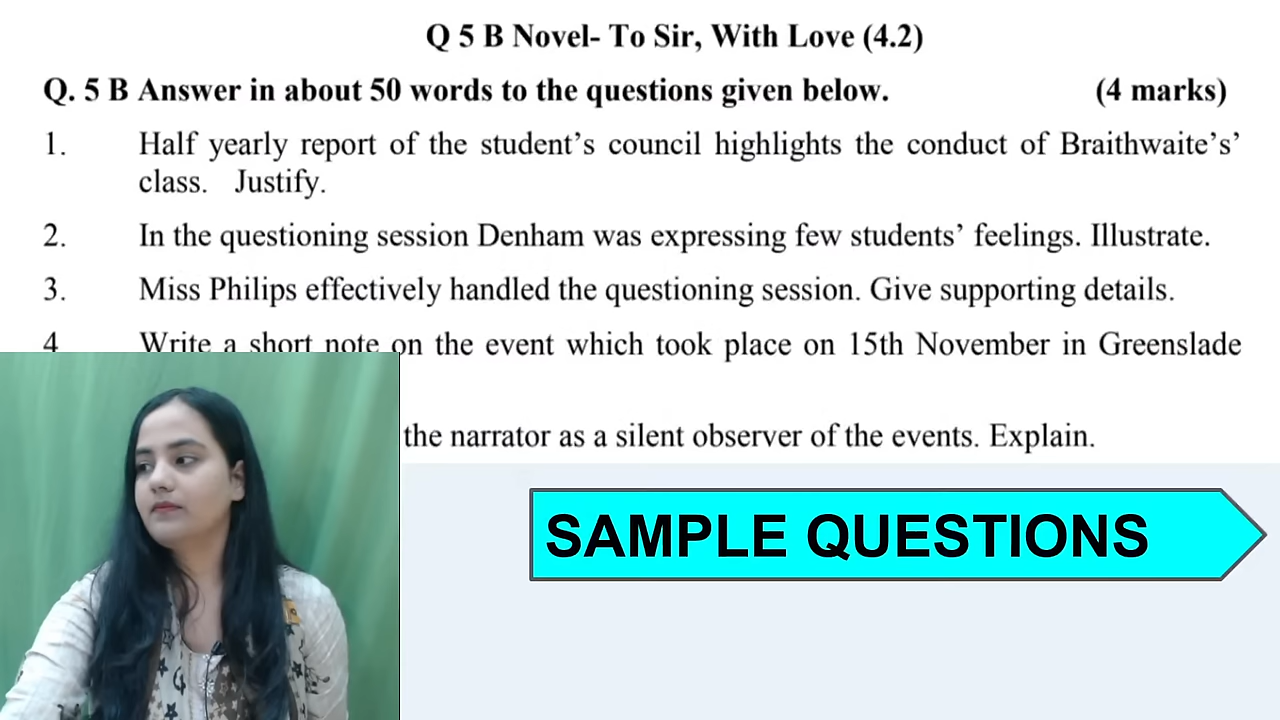 Q 5 B Novel- To Sir, With Love (4.2)
Q. 5 B Answer in about 50 words to the questions given below. (4 marks)
1. Half yearly report of the student’s council highlights the conduct of Braithwaite’s’
class. Justify.
2. In the questioning session Denham was expressing few students’ feelings. Illustrate.
3. Miss Philips effectively handled the questioning session. Give supporting details.
4 Write a short note on the event which took place on 15th November in Greenslade
the narrator as a silent observer of the events. Explain.
SAMPLE QUESTIONS